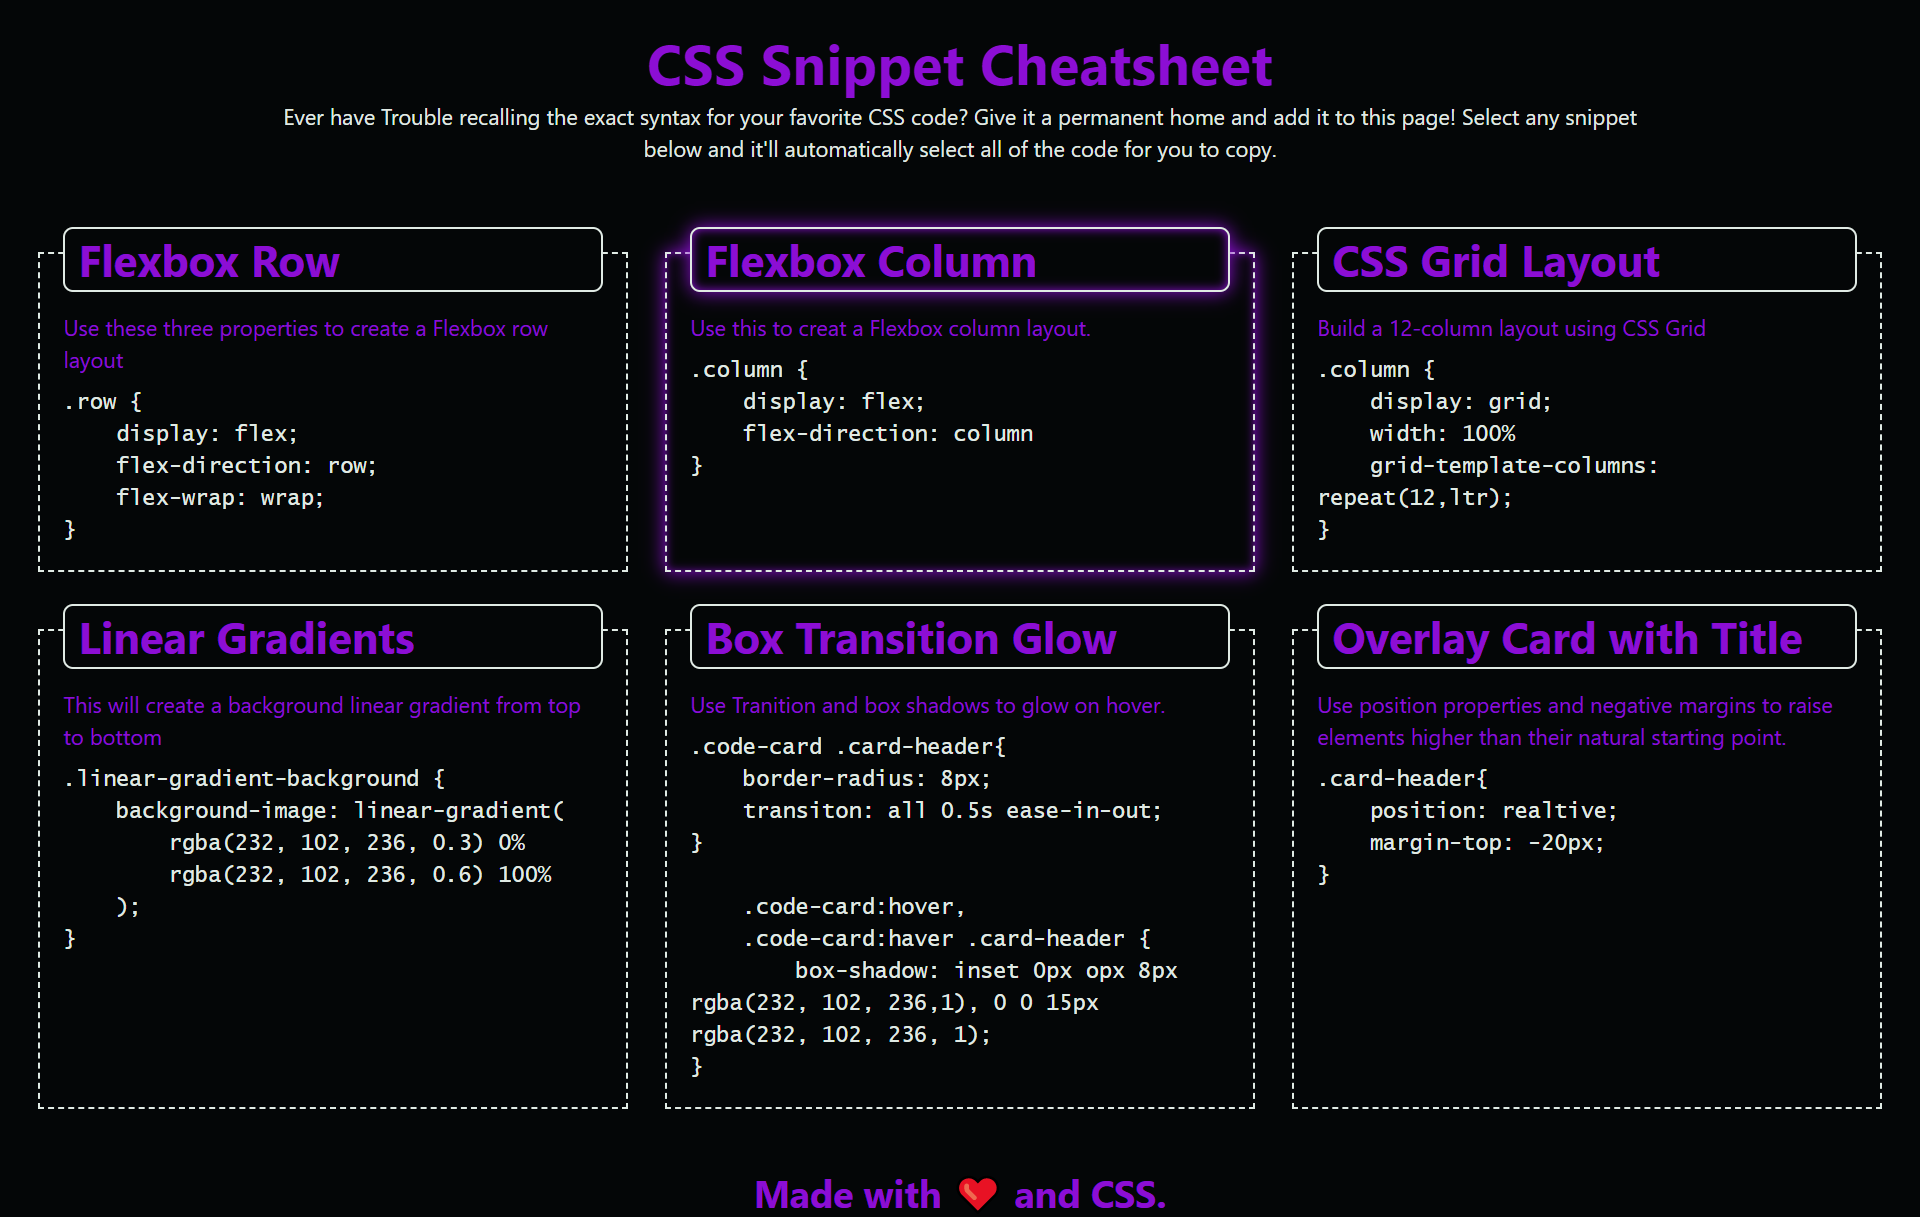 CSS Snippet Cheatsheet
Ever have Trouble recalling the exact syntax for your favorite CSS code? Give it a permanent home and add it to this page! Select any snippet
below and it'll automatically select all of the code for you to copy.
Flexbox Row
Use these three properties to create a Flexbox row
layout
.row {
    display: flex;
    flex-direction: row;
    flex-wrap: wrap;
}
Flexbox Column
Use this to creat a Flexbox column layout.
.column {
    display: flex;
    flex-direction: column
}
CSS Grid Layout
Build a 12-column layout using CSS Grid
.column {
    display: grid;
    width: 100%
    grid-template-columns:
repeat(12,ltr);
}
Linear Gradients
This will create a background linear gradient from top
to bottom
.linear-gradient-background {
    background-image: linear-gradient(
        rgba(232, 102, 236, 0.3) 0%
        rgba(232, 102, 236, 0.6) 100%
    );
}
Box Transition Glow
Use Tranition and box shadows to glow on hover.
.code-card .card-header{
    border-radius: 8px;
    transiton: all 0.5s ease-in-out;
}
    .code-card:hover,
    .code-card:haver .card-header {
        box-shadow: inset 0px opx 8px
rgba(232, 102, 236,1), 0 0 15px
rgba(232, 102, 236, 1);
}
Overlay Card with Title
Use position properties and negative margins to raise
elements higher than their natural starting point.
.card-header{
    position: realtive;
    margin-top: -20px;
}
Made with ❤ and CSS.